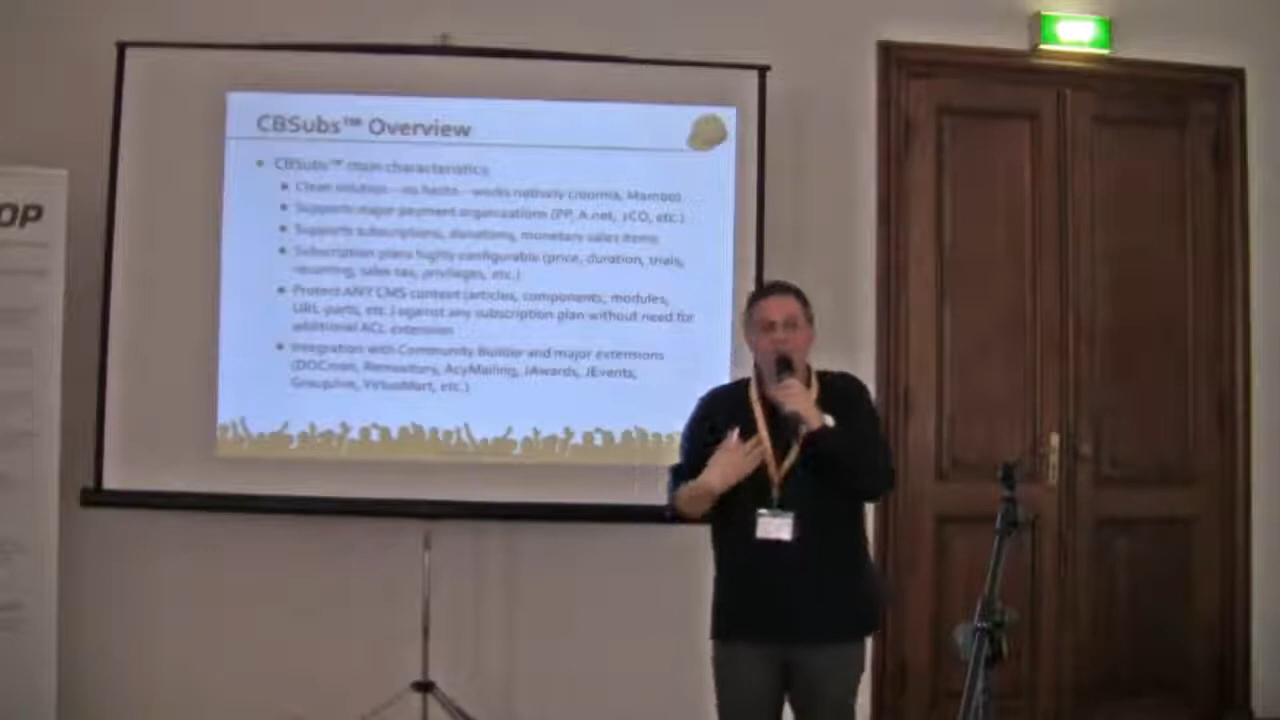 CBSubs™ Overview
CBSubs™ main characteristics
Clean solution - no hacks - works natively (Joomla, Mambo)
Supports major payment organizations (PP, A.net, 2CO, etc.)
Supports subscriptions, donations, monetary sales items
Subscription plans highly configurable (price, duration, trials,
recurring, sales tax, privileges, etc.)
Protect ANY CMS content (articles, components, modules,
URL-parts, etc.) against any subscription plan without need for
additional ACL extension
Integration with Community Builder and major extensions
(DOCman, Remository, AcyMailing, JAwards, JEvents,
GroupJive, VirtueMart, etc.)
OP